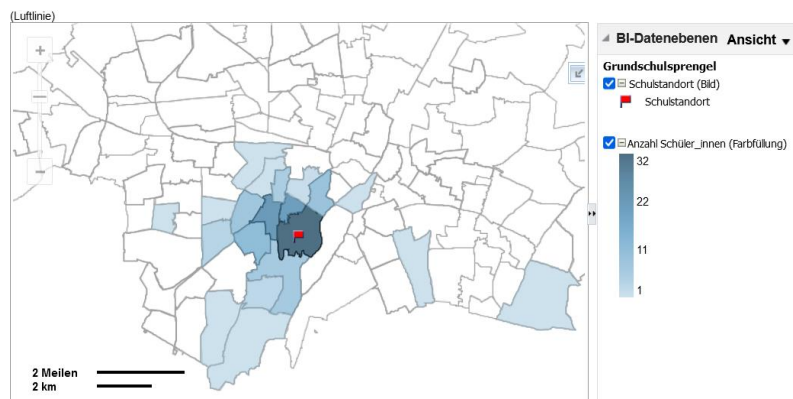 (Luftlinie)
2 Meilen
2 km
BI-Datenebenen Ansicht
Grundschulsprengel
Schulstandort (Bild)
Schulstandort
Anzahl Schüler_innen (Farbfüllung)
32
22
11
1